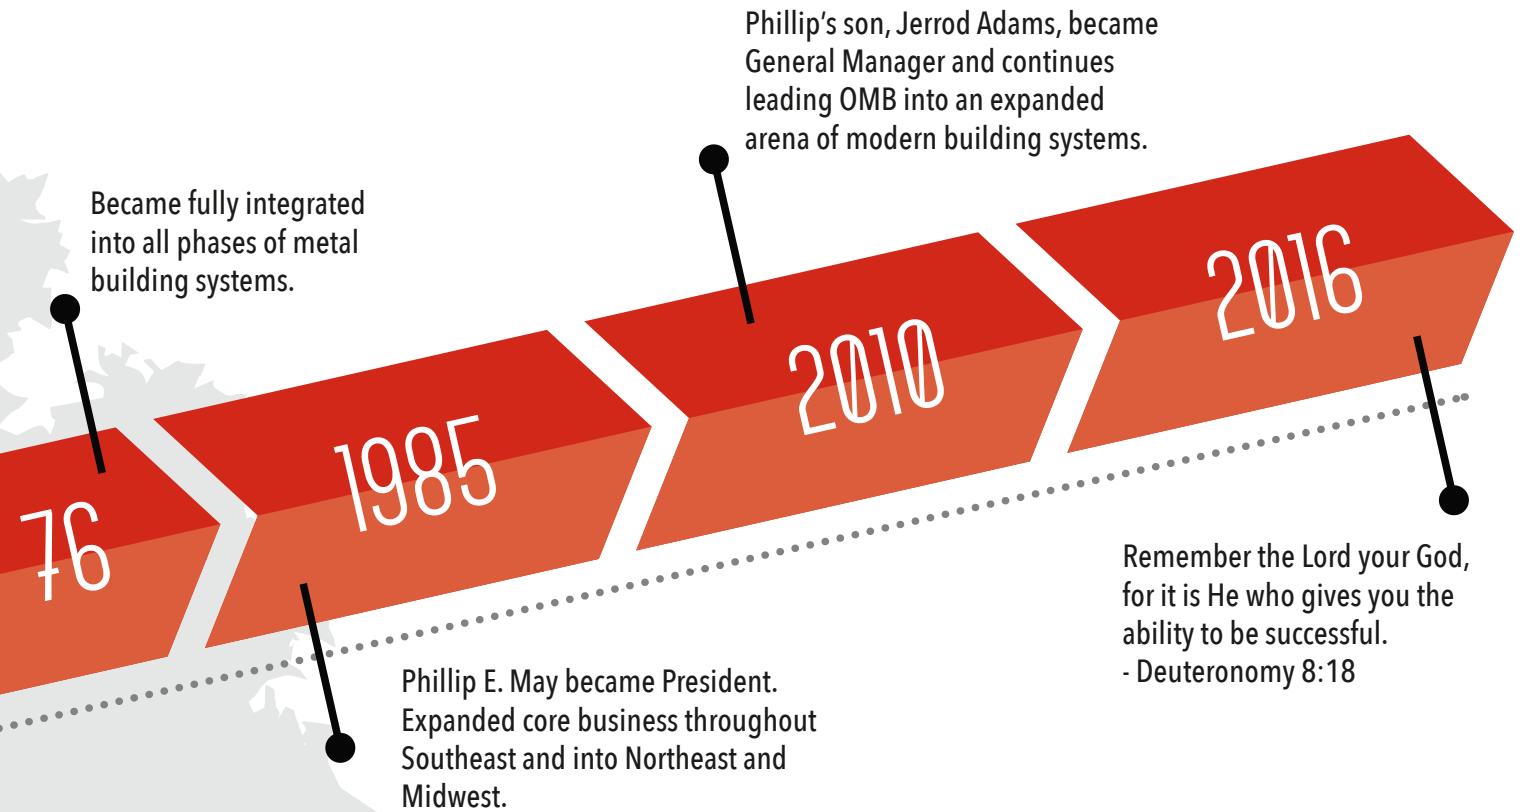 Phillip’s son, Jerrod Adams, became
General Manager and continues
leading OMB into an expanded
arena of modern building systems.
Became fully integrated
into all phases of metal
building systems.
76
1985
2010
2016
Phillip E. May became President.
Expanded core business throughout
Southeast and into Northeast and
Midwest.
Remember the Lord your God,
for it is He who gives you the
ability to be successful.
- Deuteronomy 8:18